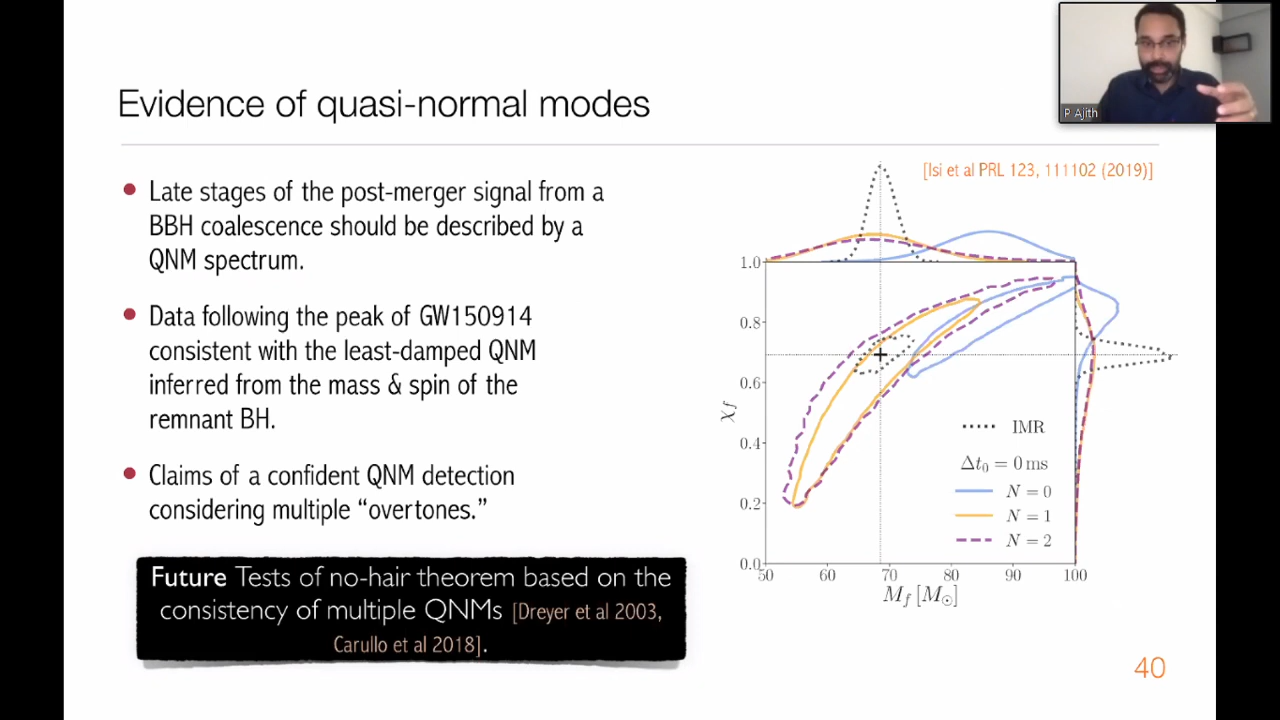 Evidence of quasi-normal modes
P Ajith
[Isi et al PRL 123, 111102 (2019)]
Late stages of the post-merger signal from a
BBH coalescence should be described by a
QNM spectrum.
Data following the peak of GW150914
consistent with the least-damped QNM
inferred from the mass & spin of the
remnant BH.
Claims of a confident QNM detection
considering multiple “overtones.”
Future Tests of no-hair theorem based on the
consistency of multiple QNMs [Dreyer et al 2003,
Carullo et al 2018].
1.0
0.8
0.6
0.4
0.2
0.0
χf
IMR
Δt0 = 0 ms
N = 0
N = 1
N = 2
50 60 70 80 90 100
Mf [M⊙]
40